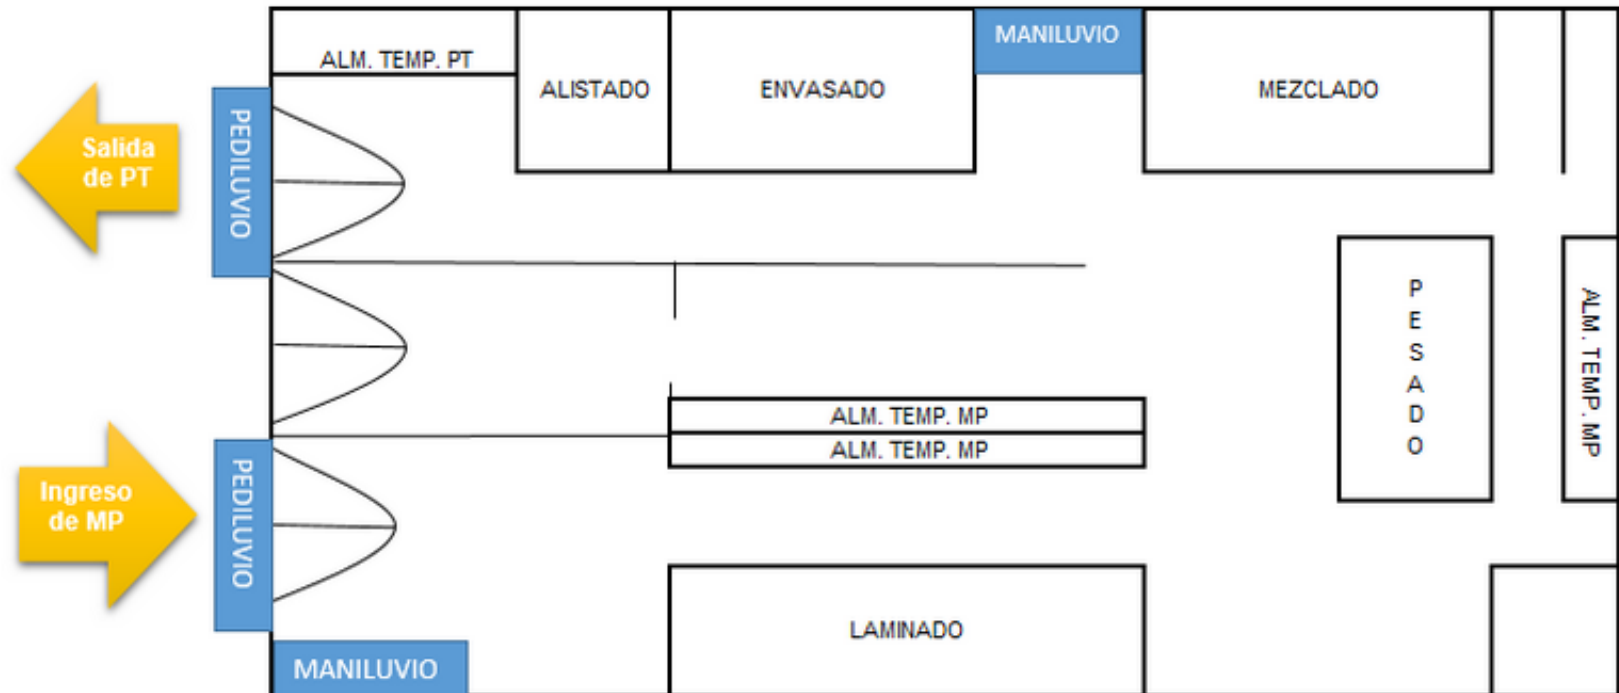 MANILUVIO
ALM. TEMP. PT
ALISTADO
ENVASADO
MEZCLADO
Salida
de PT
PEDILUVIO
PESADO
ALM. TEMP. MP
ALM. TEMP. MP
ALM. TEMP. MP
Ingreso
de MP
PEDILUVIO
LAMINADO
MANILUVIO